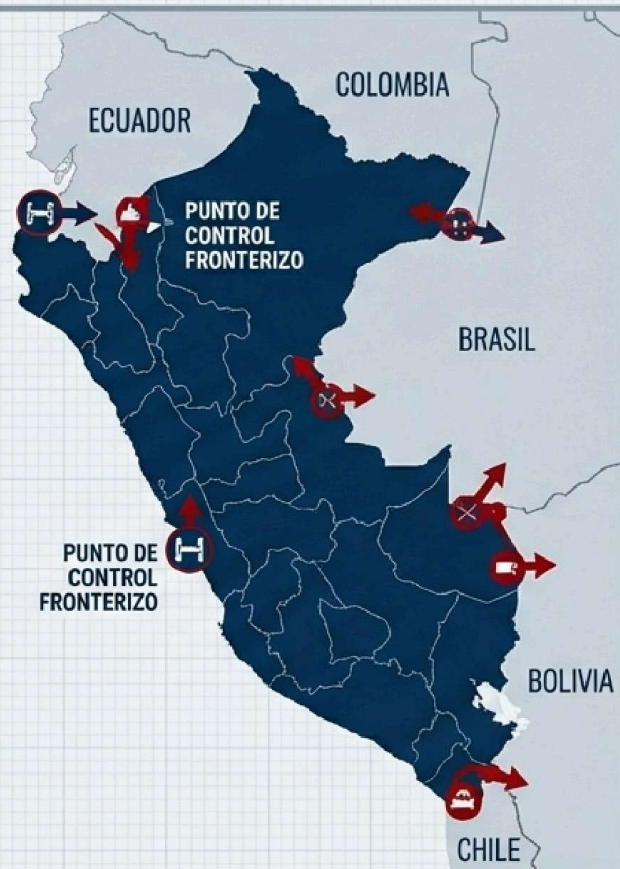 COLOMBIA
ECUADOR
PUNTO DE
CONTROL
FRONTERIZO
BRASIL
PUNTO DE
CONTROL
FRONTERIZO
BOLIVIA
CHILE